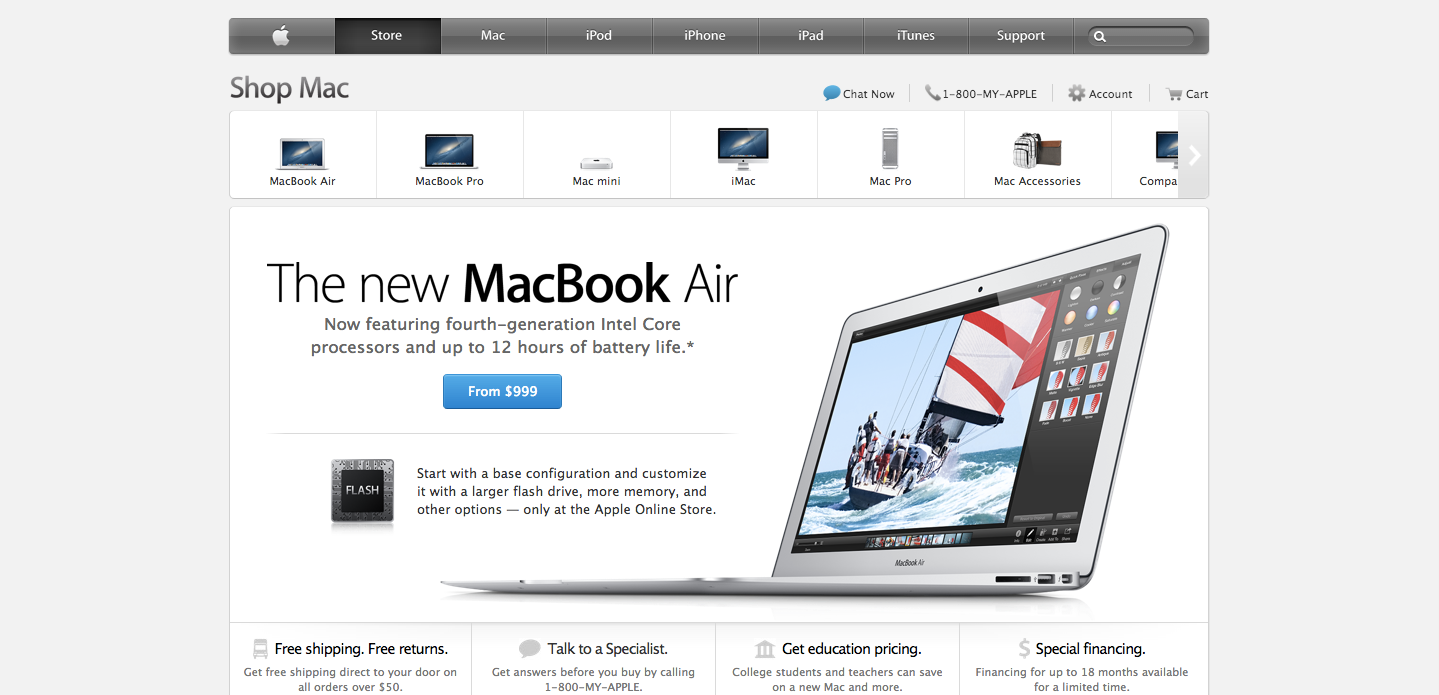 Store
Mac
iPod
iPhone
iPad
iTunes
Support
Shop Mac
Chat Now
1-800-MY-APPLE
Account
Cart
MacBook Air
MacBook Pro
Mac mini
iMac
Mac Pro
Mac Accessories
Compa
The new MacBook Air
Now featuring fourth-generation Intel Core
processors and up to 12 hours of battery life.*
From $999
FLASH
Start with a base configuration and customize
it with a larger flash drive, more memory, and
other options — only at the Apple Online Store.
MacBook Air
Free shipping. Free returns.
Get free shipping direct to your door on
all orders over $50.
Talk to a Specialist.
Get answers before you buy by calling
1-800-MY-APPLE.
Get education pricing.
College students and teachers can save
on a new Mac and more.
Special financing.
Financing for up to 18 months available
for a limited time.